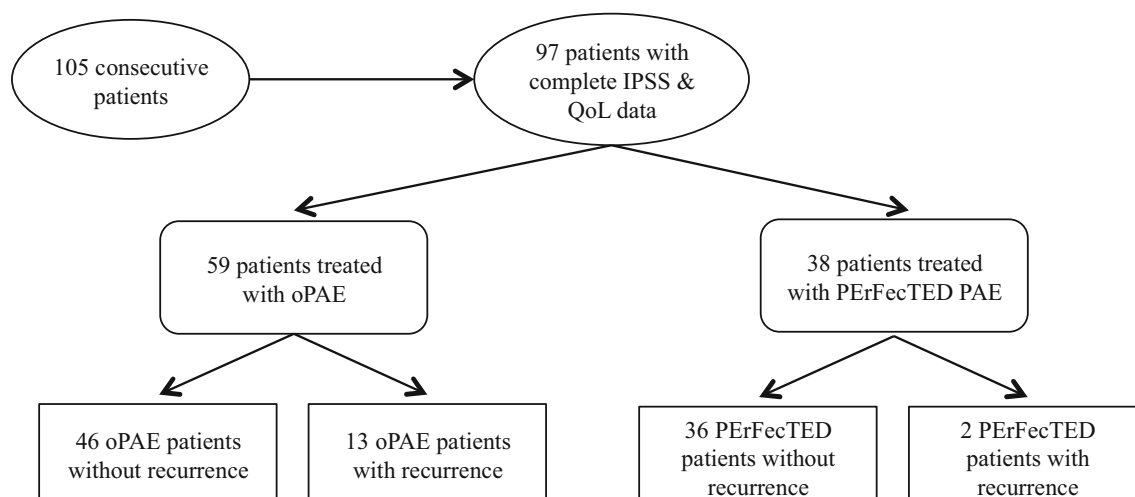 105 consecutive
patients
97 patients with
complete IPSS &
QoL data
59 patients treated
with oPAE
38 patients treated
with PErFecTED PAE
46 oPAE patients
without recurrence
13 oPAE patients
with recurrence
36 PErFecTED
patients without
recurrence
2 PErFecTED
patients with
recurrence